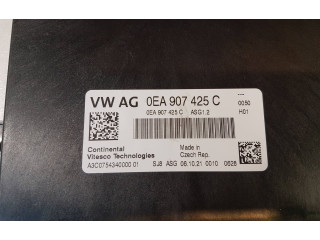 VW AG 0EA 907 425 C
0EA 907 425 C ASG1.2
0050
H01
Continental
Vitesco Technologies
Made in
Czech Rep.
A3C0754340000 01 SJ8 ASG 08.10.21 0010 0626